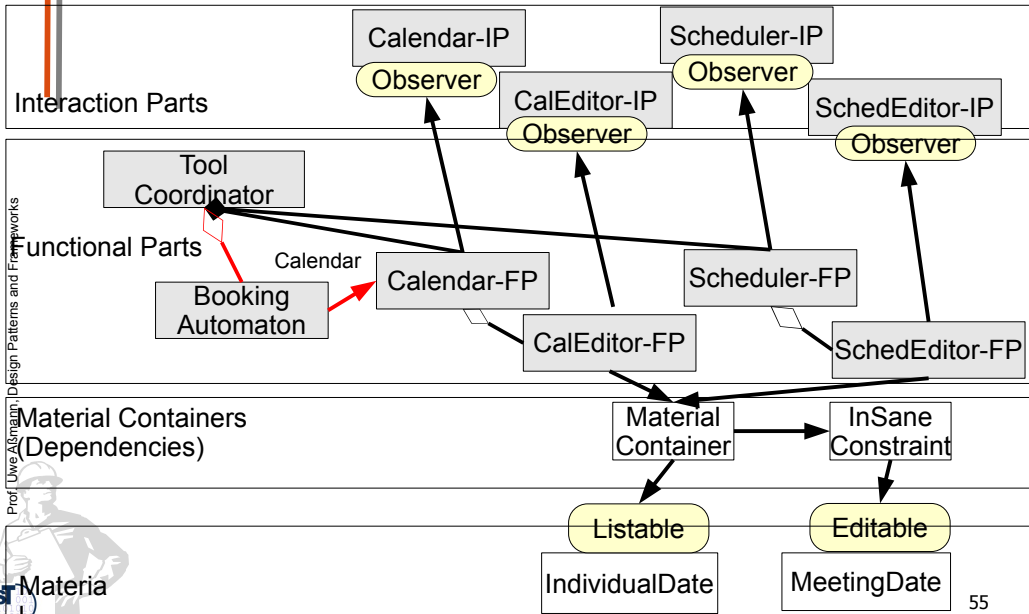 Calendar-IP
Observer
Scheduler-IP
Observer
CalEditor-IP
Observer
SchedEditor-IP
Observer
Interaction Parts
Tool
Coordinator
Functional Parts
Calendar
Booking
Automaton
Calendar-FP
Scheduler-FP
CalEditor-FP
SchedEditor-FP
Material Containers
(Dependencies)
Material
Container
InSane
Constraint
Listable
Editable
IndividualDate
MeetingDate
Materia
l
Prof. Uwe Aßmann, Design Patterns and Frameworks
55